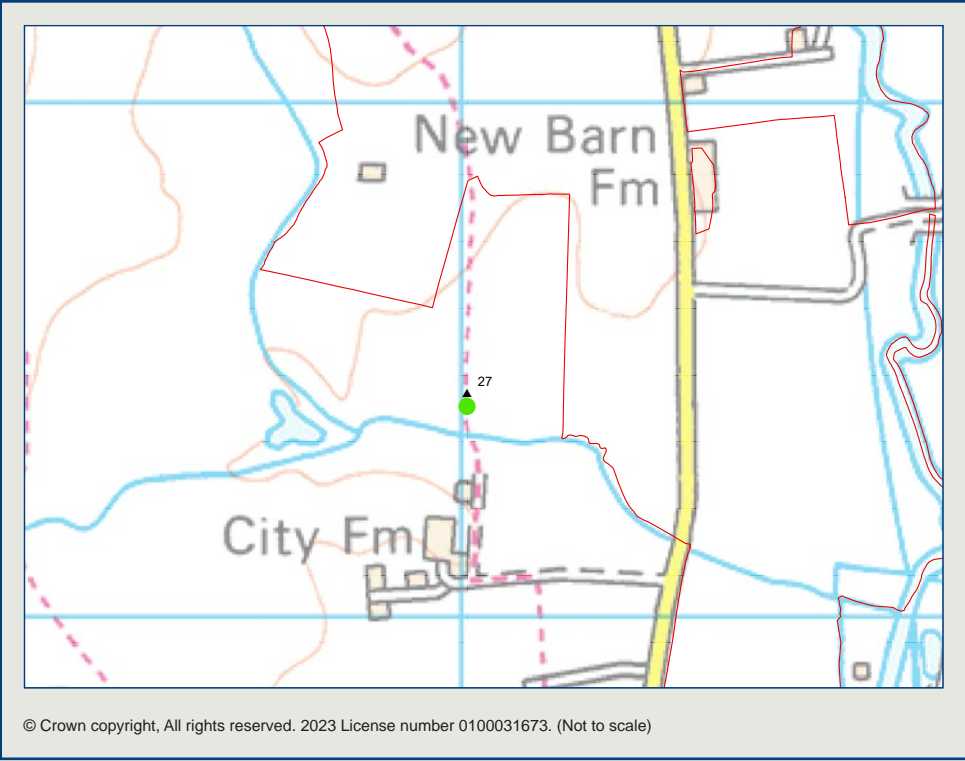 New Barn
Fm
27
City Fm
© Crown copyright, All rights reserved. 2023 License number 0100031673. (Not to scale)